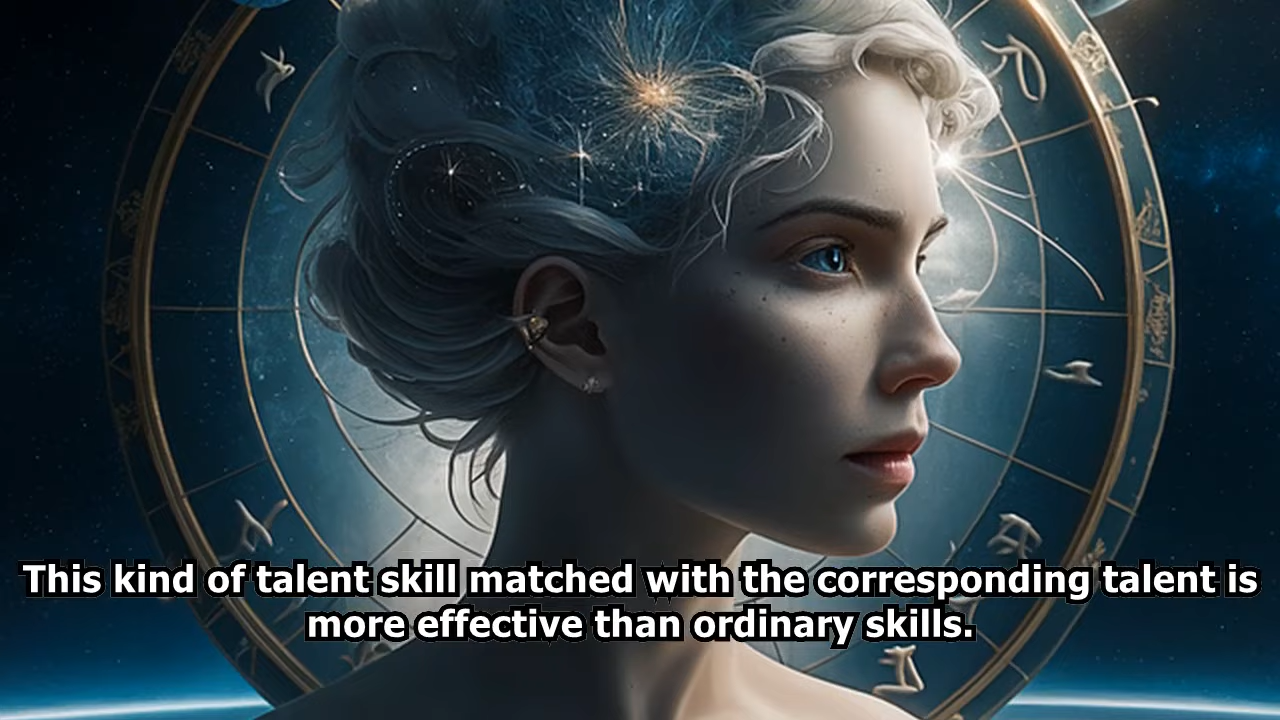 This kind of talent skill matched with the corresponding talent is
more effective than ordinary skills.